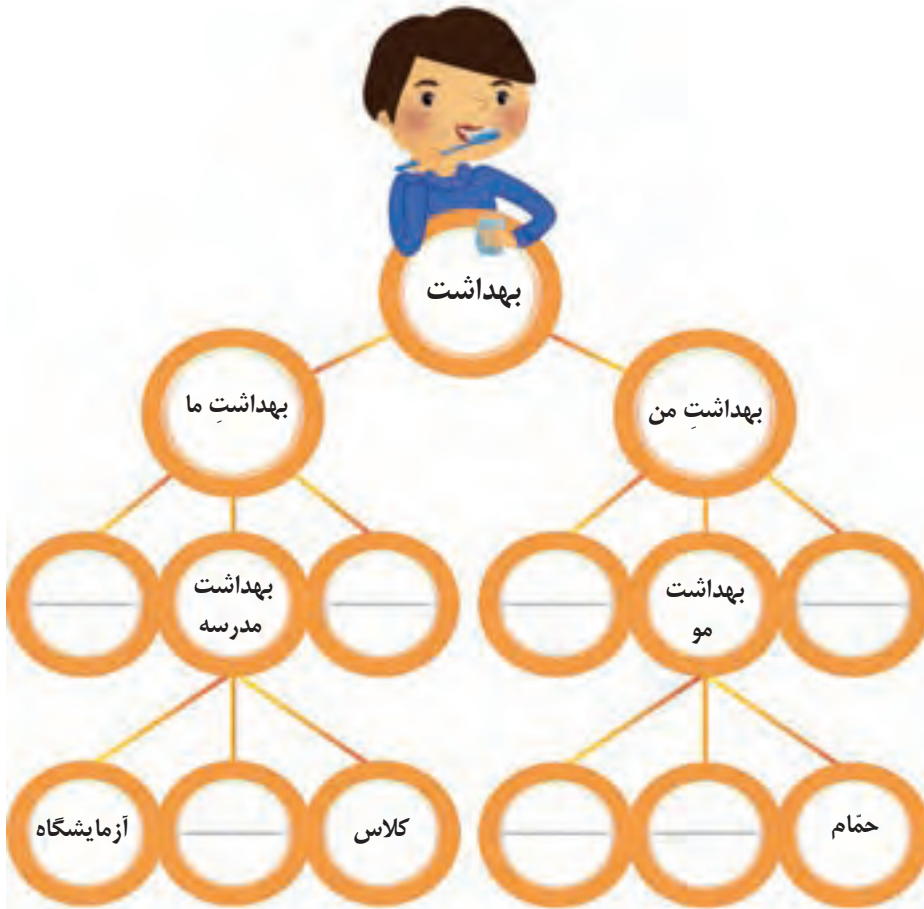 بهداشت
بهداشتِ من
بهداشتِ ما
بهداشت
مو
بهداشت
مدرسه
حمّام
کلاس
آزمایشگاه